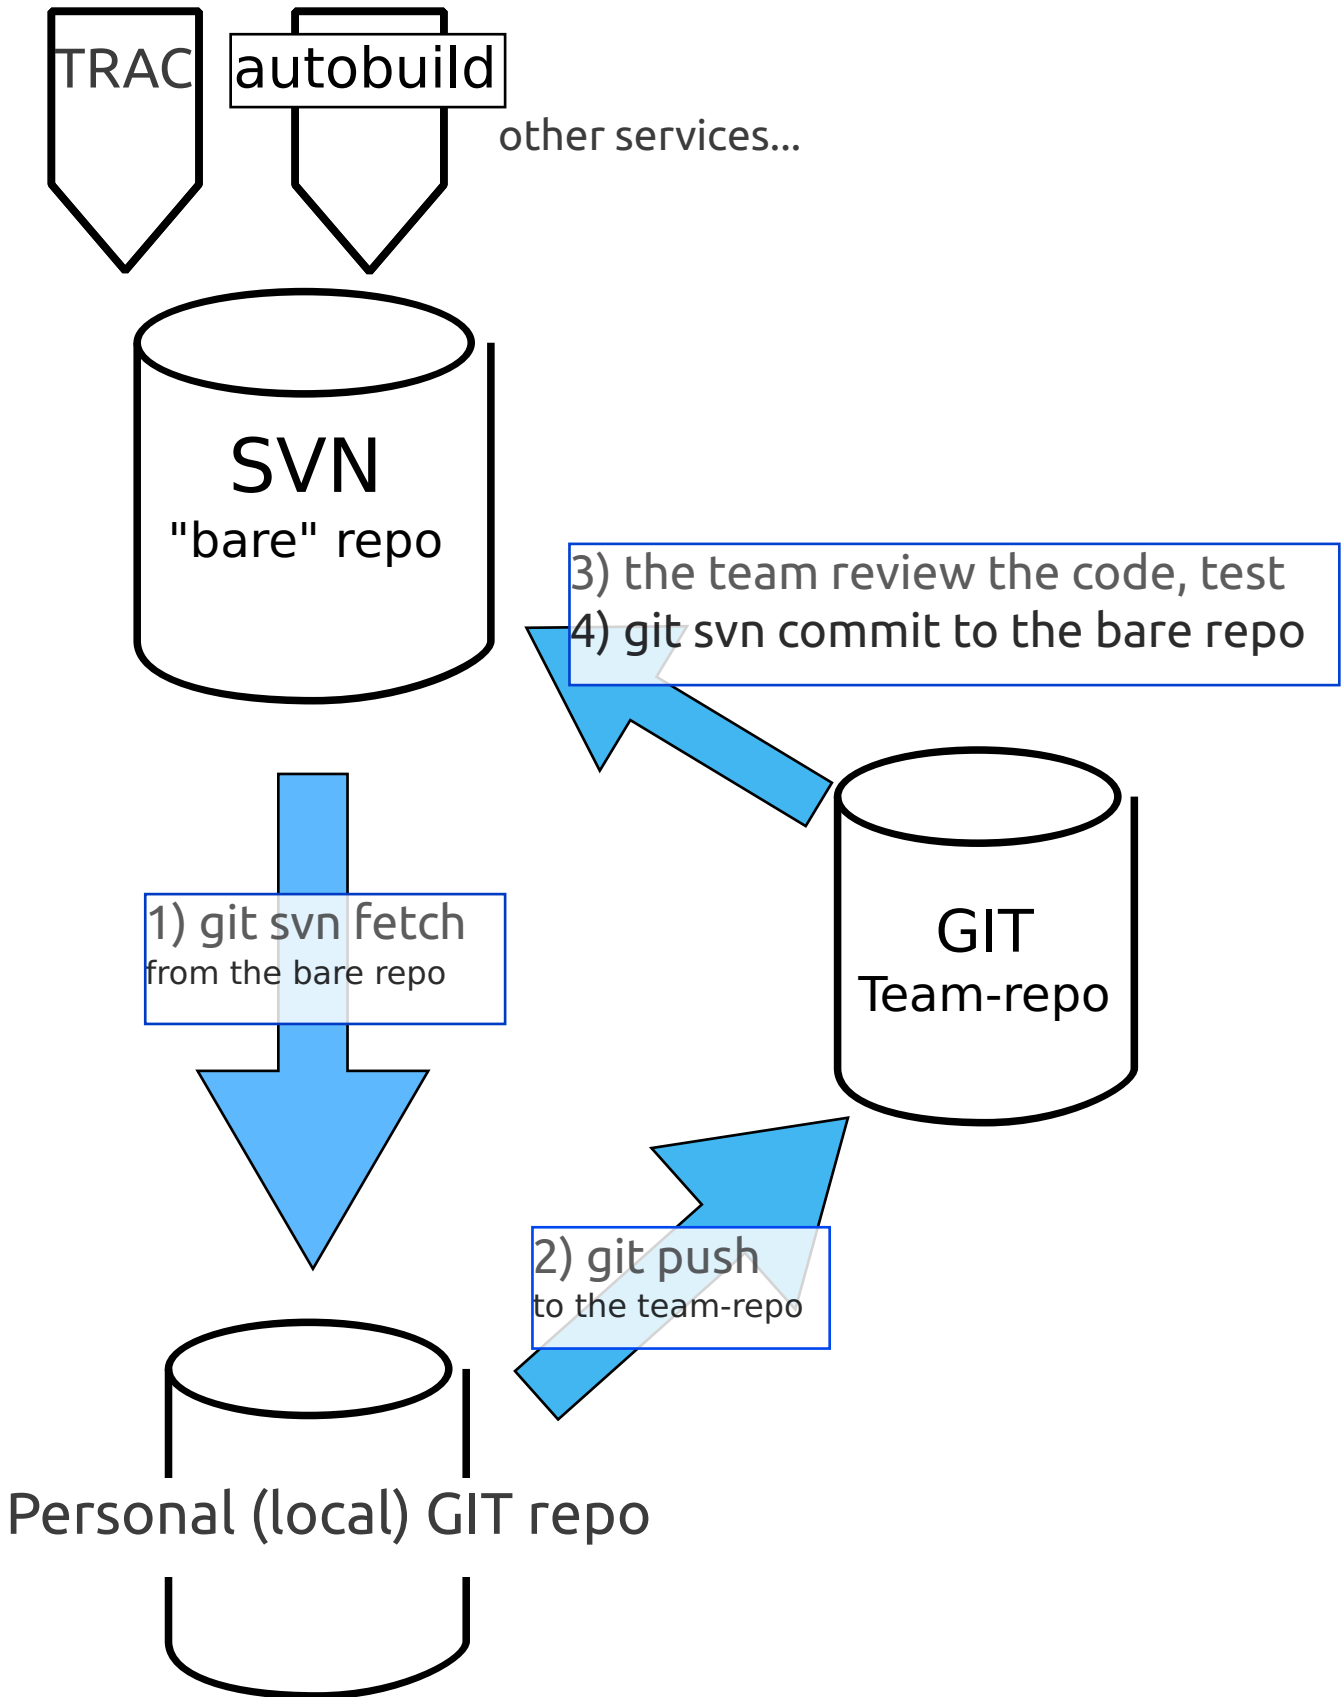 TRAC
autobuild
other services...
SVN
"bare" repo
3) the team review the code, test
4) git svn commit to the bare repo
1) git svn fetch
from the bare repo
GIT
Team-repo
2) git push
to the team-repo
Personal (local) GIT repo